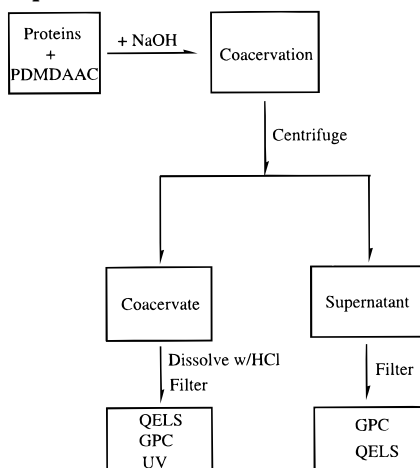 Proteins
+
PDMDAAC
+ NaOH
Coacervation
Centrifuge
Coacervate
Supernatant
Dissolve w/HCl
Filter
Filter
QELS
GPC
UV
GPC
QELS